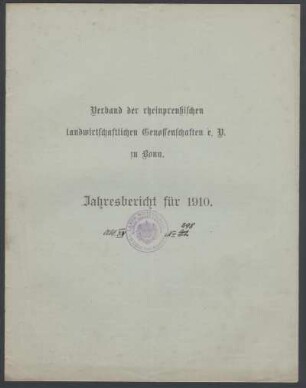 Verband der rheinpreußischen
landwirtschaftlichen Genossenschaften e. V.
zu Bonn.
Jahresbericht für 1910.